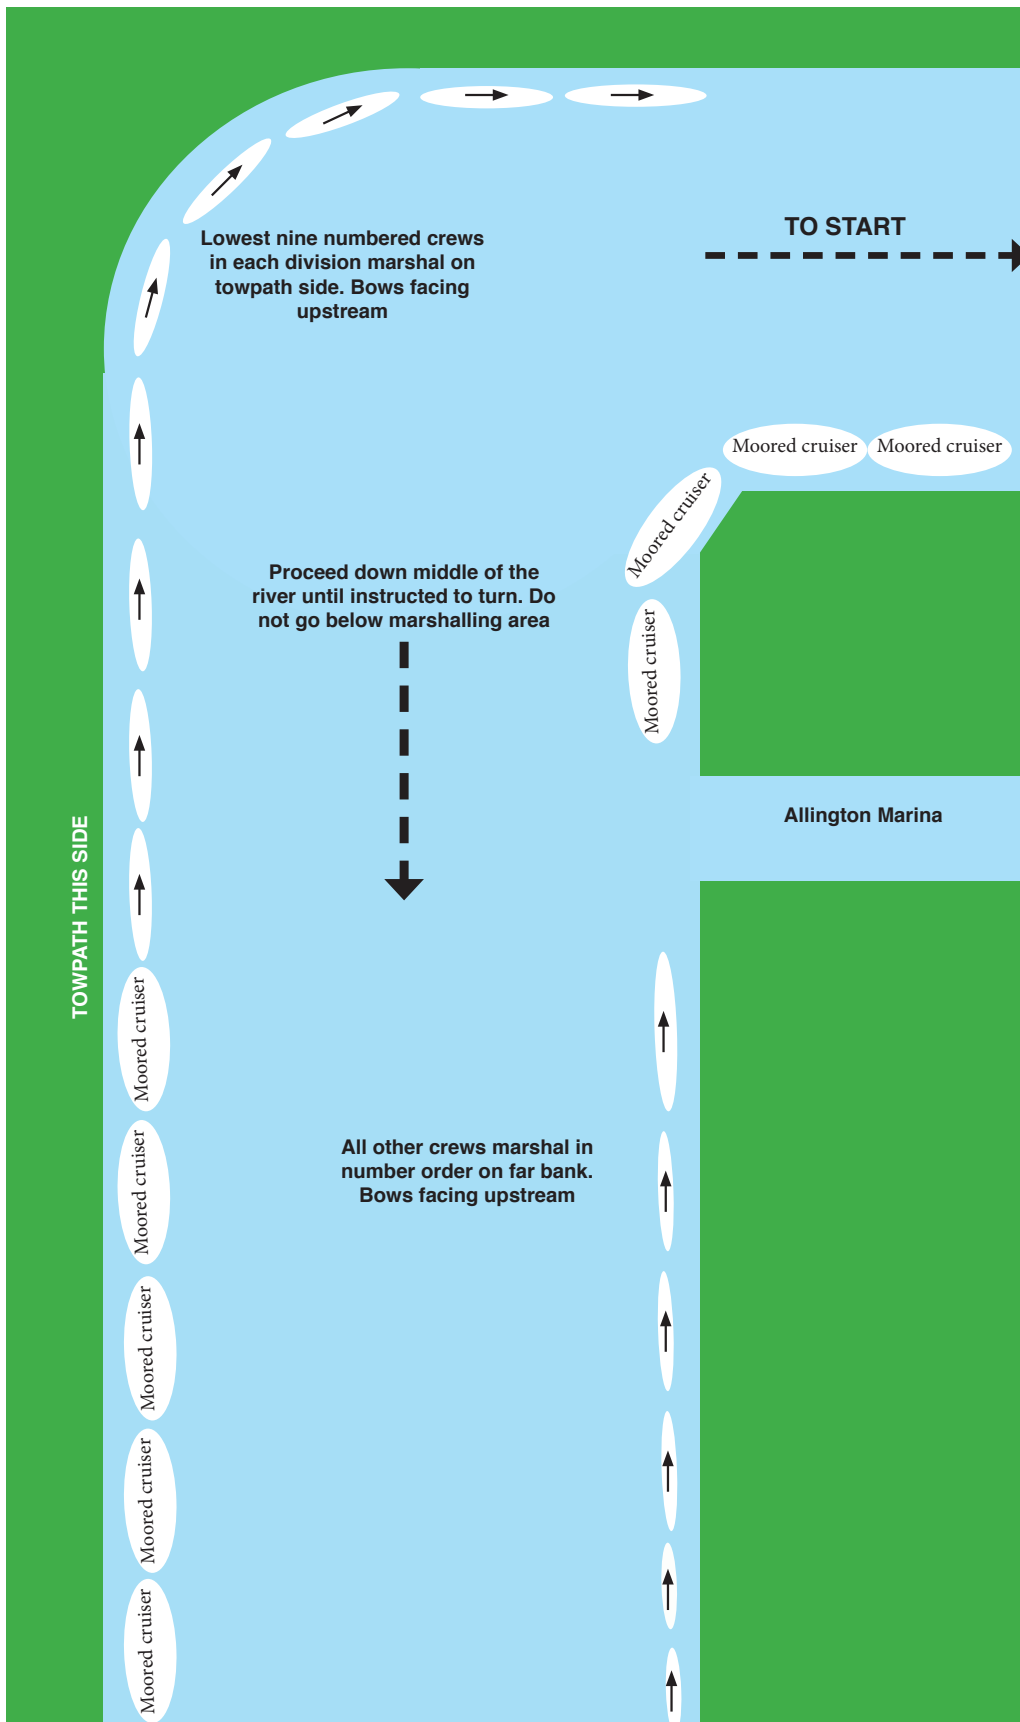 Lowest nine numbered crews
in each division marshal on
towpath side. Bows facing
upstream
TO START
Moored cruiser
Moored cruiser
Moored cruiser
Moored cruiser
Proceed down middle of the
river until instructed to turn. Do
not go below marshalling area
Allington Marina
TOWPATH THIS SIDE
Moored cruiser
Moored cruiser
Moored cruiser
Moored cruiser
Moored cruiser
All other crews marshal in
number order on far bank.
Bows facing upstream